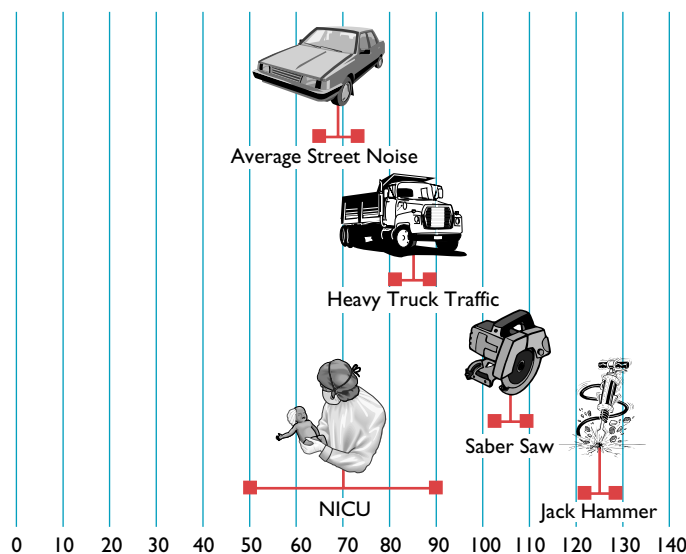 Average Street Noise
Heavy Truck Traffic
Saber Saw
NICU
Jack Hammer
0 10 20 30 40 50 60 70 80 90 100 110 120 130 140